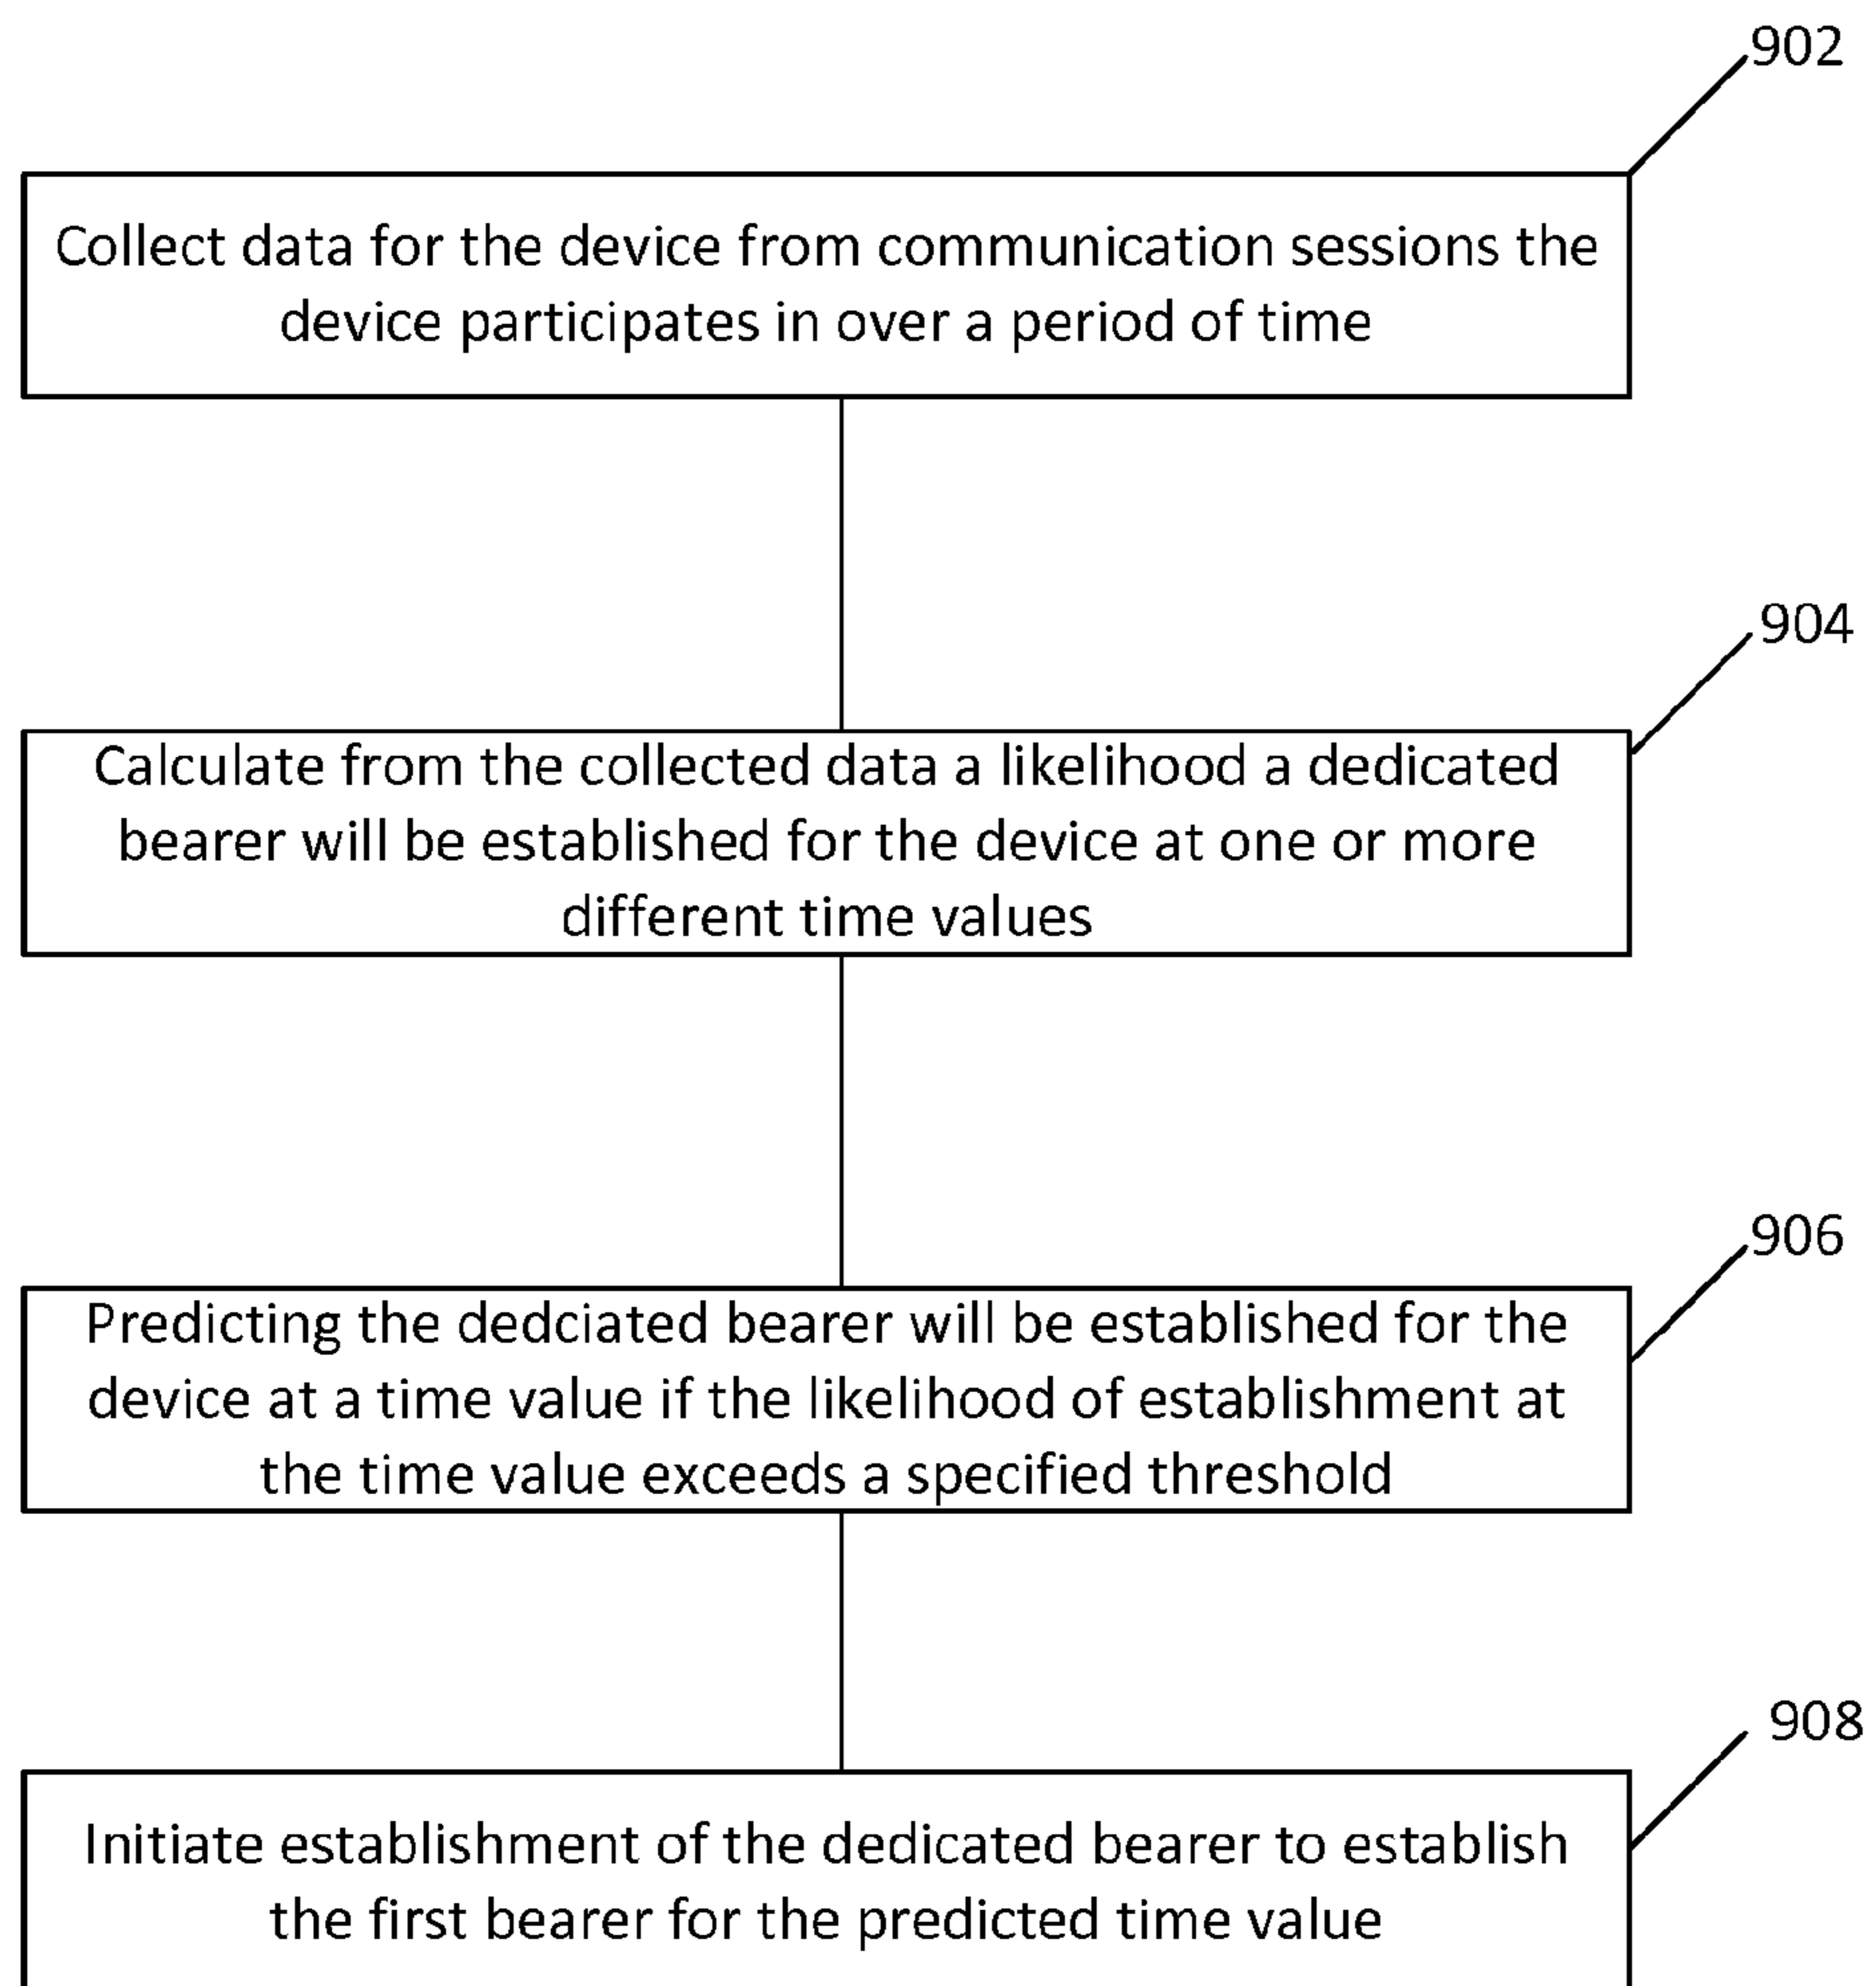 902
Collect data for the device from communication sessions the
device participates in over a period of time
904
Calculate from the collected data a likelihood a dedicated
bearer will be established for the device at one or more
different time values
906
Predicting the dedciated bearer will be established for the
device at a time value if the likelihood of establishment at
the time value exceeds a specified threshold
908
Initiate establishment of the dedicated bearer to establish
the first bearer for the predicted time value